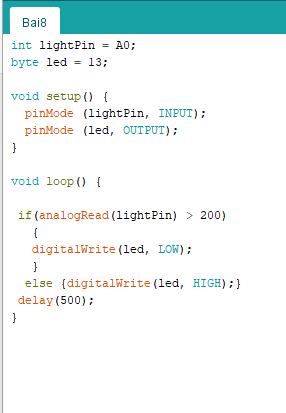 Bai8
int lightPin = A0;
byte led = 13;
void setup() {
pinMode (lightPin, INPUT);
pinMode (led, OUTPUT);
}
void loop() {
if(analogRead(lightPin) > 200)
{
digitalWrite(led, LOW);
}
else {digitalWrite(led, HIGH);}
delay(500);
}